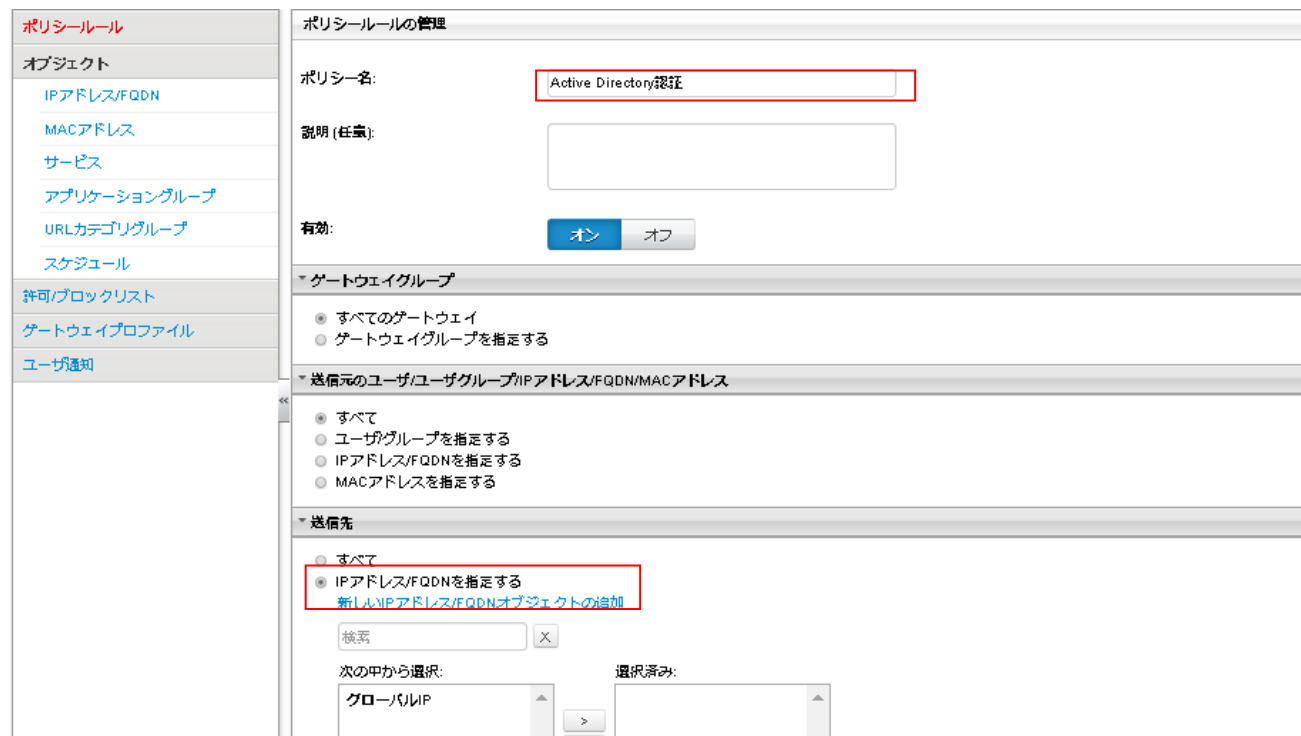 ポリシールール
オブジェクト
IPアドレス/FQDN
MACアドレス
サービス
アプリケーショングループ
URLカテゴリグループ
スケジュール
許可/ブロックリスト
ゲートウェイプロファイル
ユーザ通知
«
ポリシールールの管理
ポリシー名:
Active Directory認証
説明 (任意):
有効:
オン オフ
ゲートウェイグループ
すべてのゲートウェイ
ゲートウェイグループを指定する
送信元のユーザ/ユーザグループ/IPアドレス/FQDN/MACアドレス
すべて
ユーザ/グループを指定する
IPアドレス/FQDNを指定する
MACアドレスを指定する
送信先
すべて
IPアドレス/FQDNを指定する
新しいIPアドレス/FQDNオブジェクトの追加
検索 X
次の中から選択: 選択済み:
グローバルIP
>